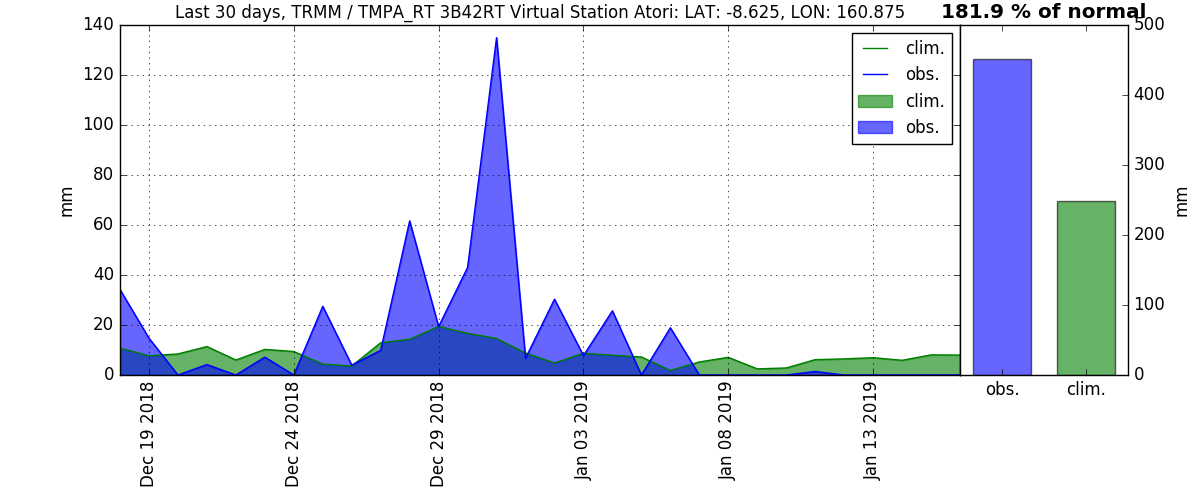 Last 30 days, TRMM / TMPA_RT 3B42RT Virtual Station Atori: LAT: -8.625, LON: 160.875
181.9 % of normal
140
120
100
80
60
40
20
0
mm
clim.
obs.
clim.
obs.
Dec 19 2018
Dec 24 2018
Dec 29 2018
Jan 03 2019
Jan 08 2019
Jan 13 2019
500
400
300
200
100
0
mm
obs.
clim.